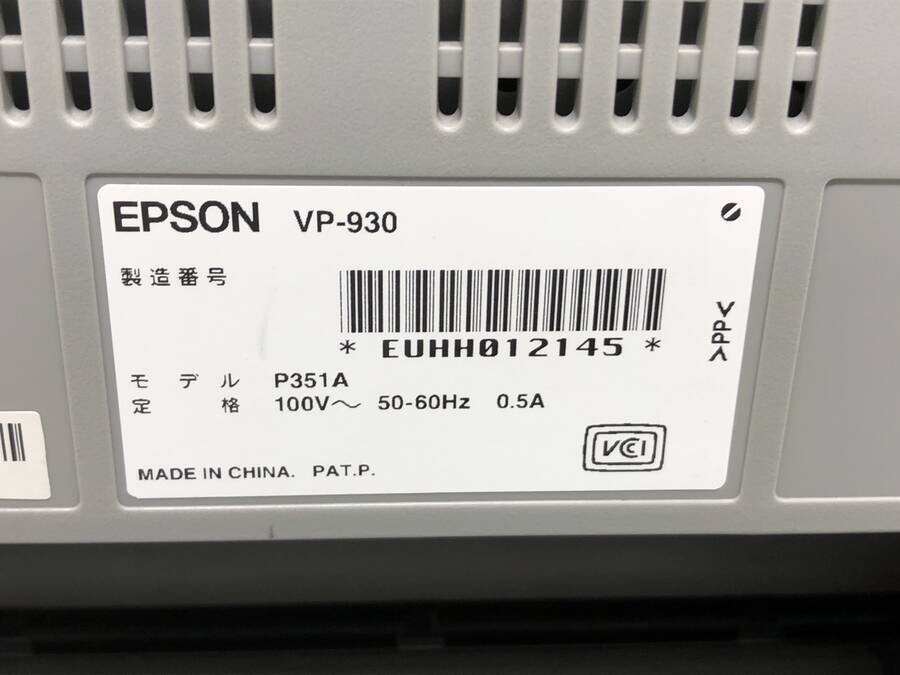 EPSON VP-930
製造番号
* EUHH012145 *
モデル P351A
定格 100V～ 50-60Hz 0.5A
MADE IN CHINA. PAT.P.
VCCI
>PP<